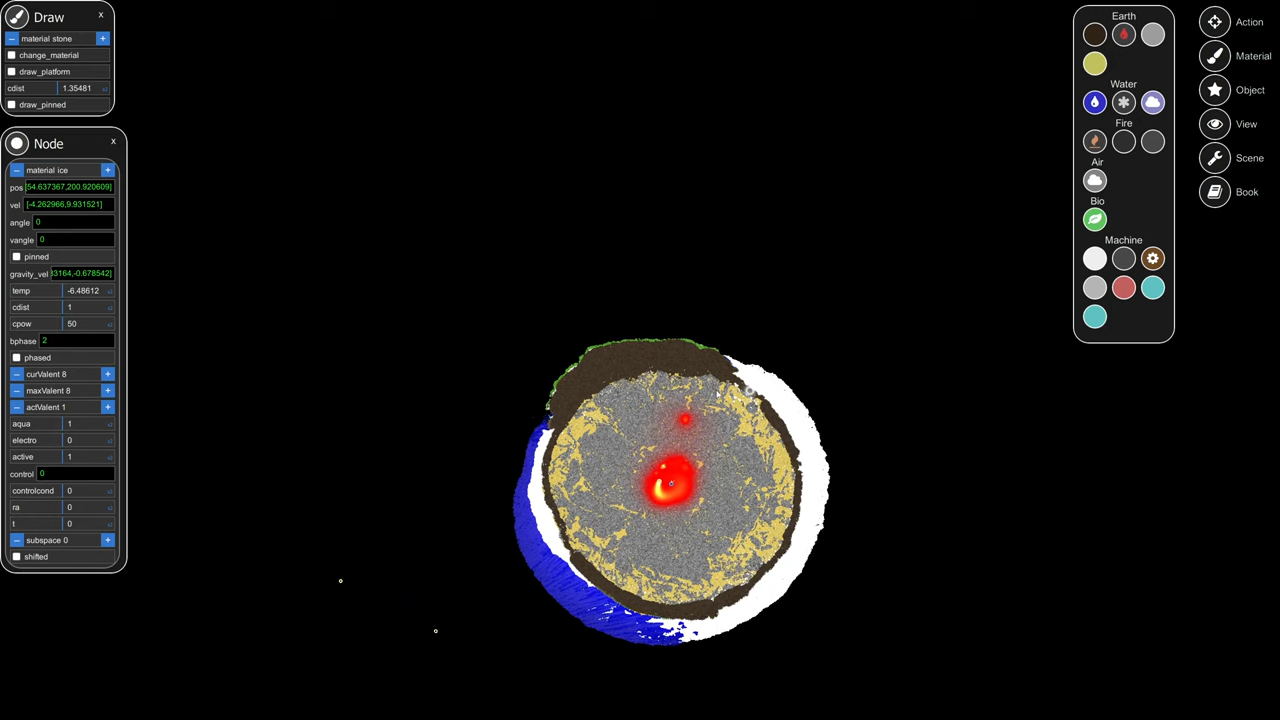 Draw
x
material stone
change_material
draw_platform
cdist 1.35481
draw_pinned
Node
x
material ice
pos [54.637367,200.920609]
vel [-4.262966,9.931521]
angle 0
vangle 0
pinned
gravity_vel 33164,-0.678542]
temp -6.48612
cdist 1
cpow 50
bphase 2
phased
curValent 8
maxValent 8
actValent 1
aqua 1
electro 0
active 1
control 0
controlcond 0
ra 0
t 0
subspace 0
shifted
Earth
Water
Fire
Air
Bio
Machine
Action
Material
Object
View
Scene
Book